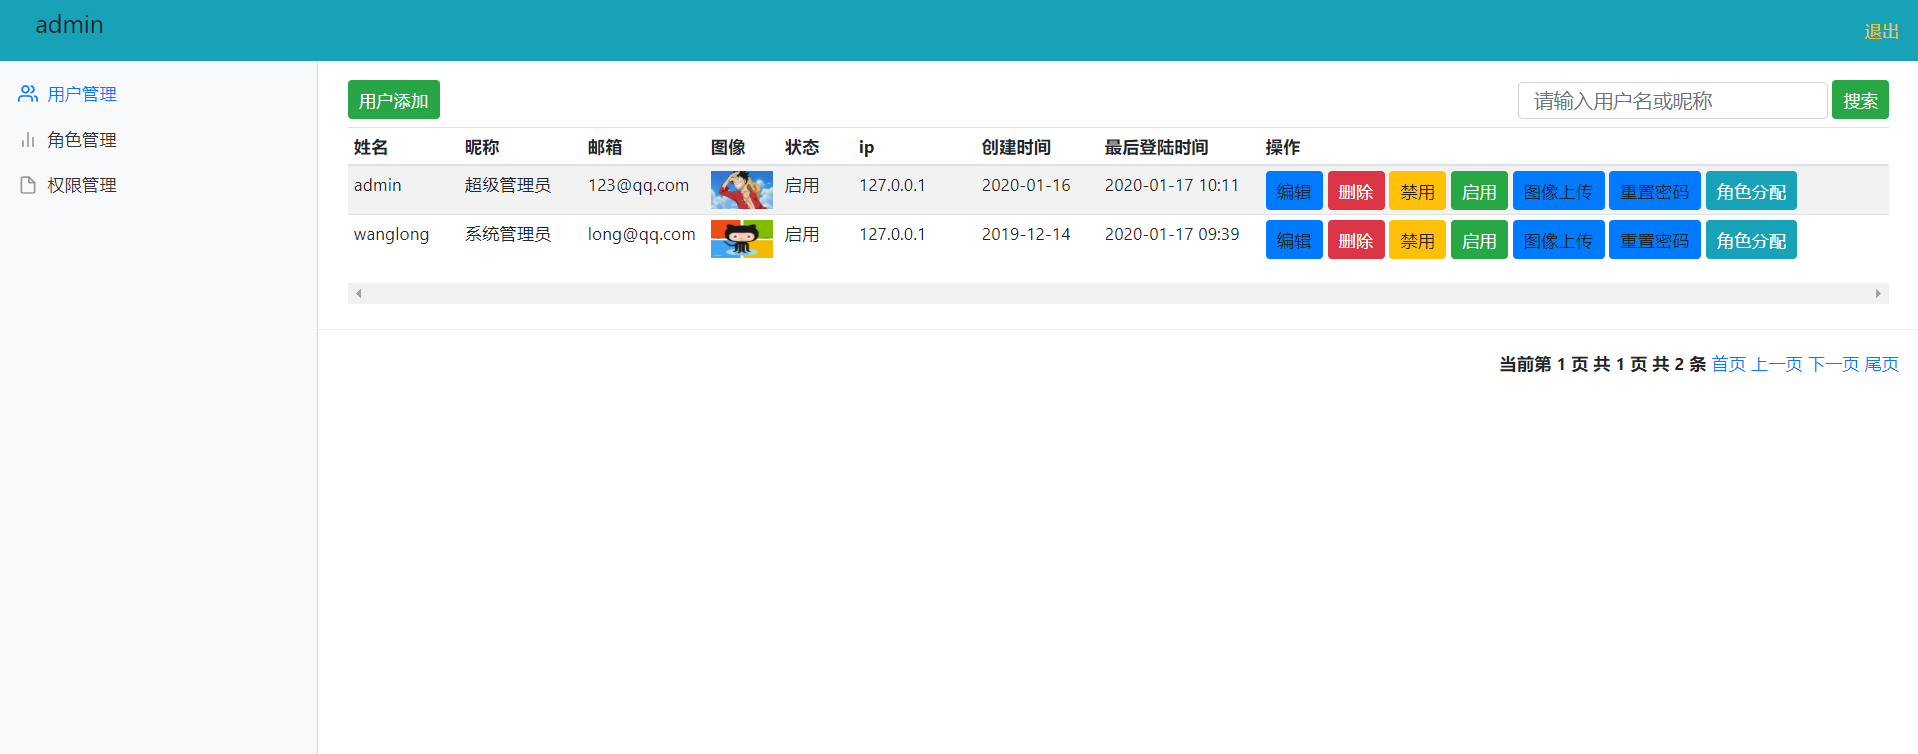 admin
退出
用户管理
角色管理
权限管理
用户添加 请输入用户名或昵称 搜索
姓名 昵称 邮箱 图像 状态 ip 创建时间 最后登陆时间 操作
admin 超级管理员 123@qq.com 启用 127.0.0.1 2020-01-16 2020-01-17 10:11 编辑 删除 禁用 启用 图像上传 重置密码 角色分配
wanglong 系统管理员 long@qq.com 启用 127.0.0.1 2019-12-14 2020-01-17 09:39 编辑 删除 禁用 启用 图像上传 重置密码 角色分配
当前第 1 页 共 1 页 共 2 条 首页 上一页 下一页 尾页